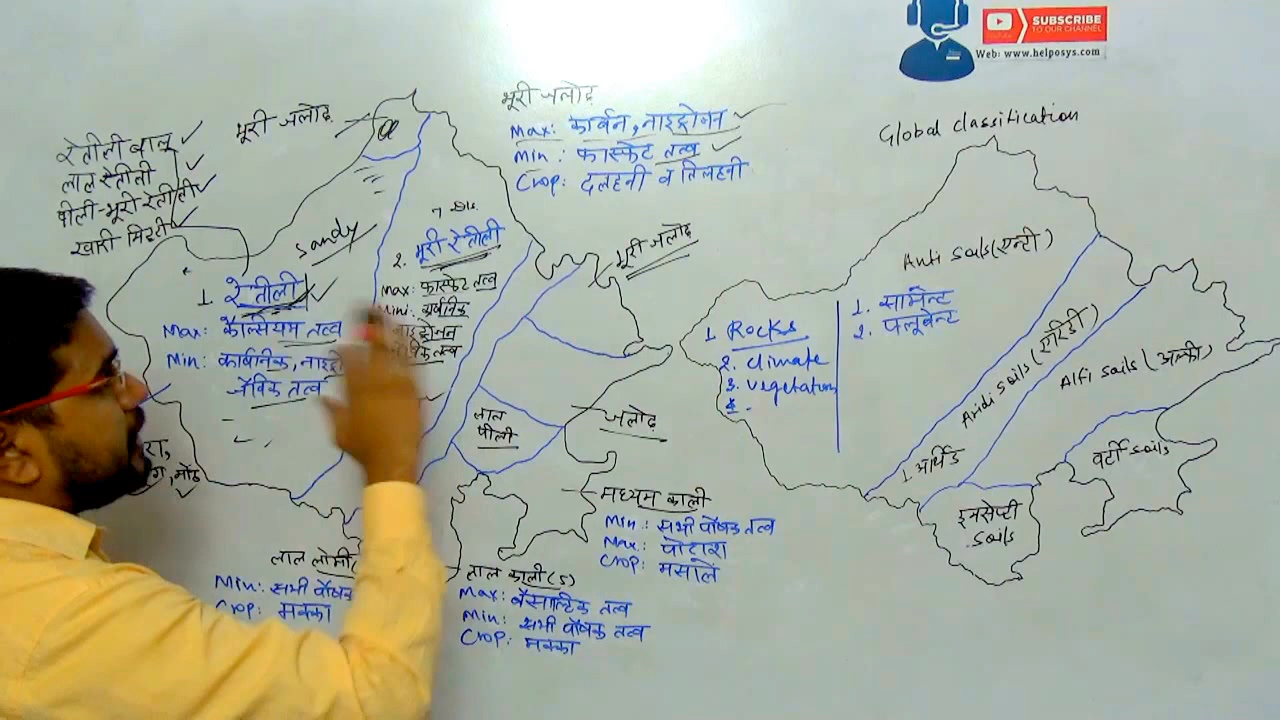 SUBSCRIBE
TO OUR CHANNEL
Web: www.helposys.com
भूरी जलोढ़
Max: कार्बन, नाइट्रोजन
Min: फास्फेट तत्व
Crop: दलहनी व तिलहनी
भूरी जलोढ़
रेतीली बालू
लाल रेतीली
पीली-भूरी रेतीली
खारी मिट्टी
Sandy
1. रेतीली
Max: कैल्सियम तत्व
Min: कार्बनिक,
जैविक तत्व
2. भूरी रेतीली
Max: फास्फेट तत्व
भूरी जलोढ़
लाल
पीली
जलोढ़
मध्यम काली
Min.: सभी पोषक तत्व
Max: पोटाश
Crop: मसाले
लाल लोमी
Min: सभी पोषक
Crop: मक्का
लाल काली (S)
Max: बैसाल्टिक तत्व
Min: सभी पोषक तत्व
Crop: मक्का
Global classification
Anti Soils (एन्टी)
1. Rocks
2. Climate
3. vegetation
4.
1. सामेन्ट
2. फ्लूवेन्ट
Aridi soils (एरिडी)
Alfi soils (अल्फी)
1. आर्थिड
वर्टी soils
इनसेप्टी
soils